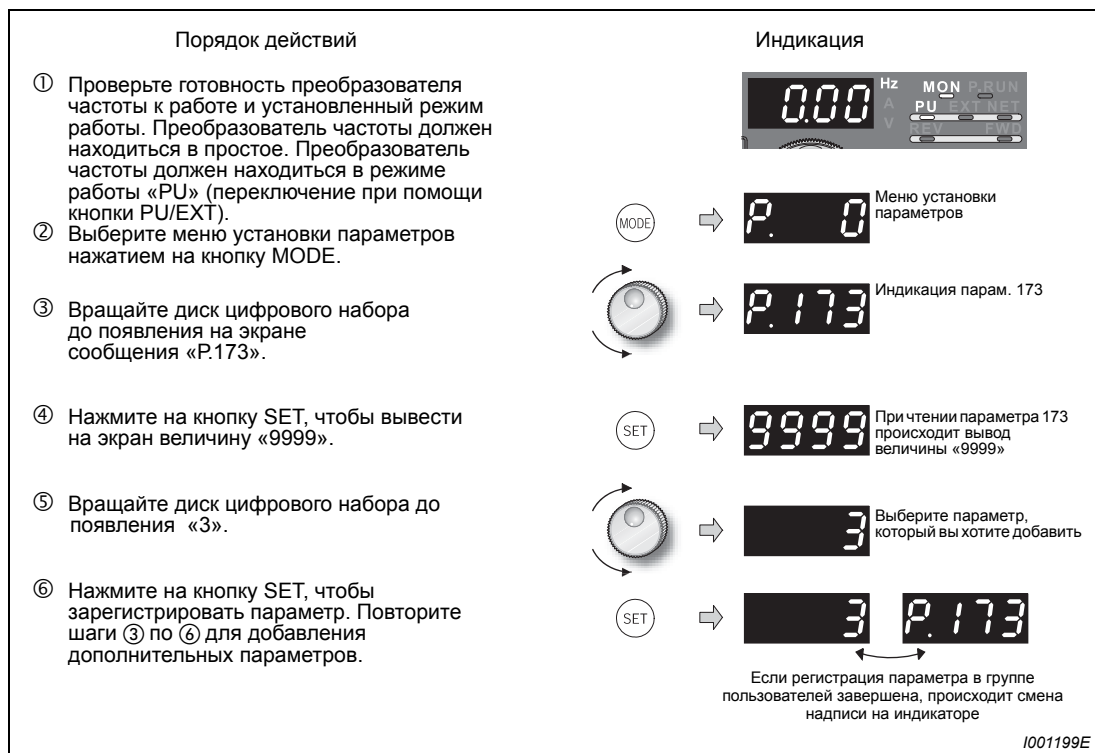 Порядок действий
Индикация
① Проверьте готовность преобразователя
частоты к работе и установленный режим
работы. Преобразователь частоты должен
находиться в простое. Преобразователь
частоты должен находиться в режиме
работы «PU» (переключение при помощи
кнопки PU/EXT).
0.00 Hz MON P.RUN
A PU EXT NET
V REV FWD
② Выберите меню установки параметров
нажатием на кнопку MODE.
MODE
P. 0
Меню установки
параметров
③ Вращайте диск цифрового набора
до появления на экране
сообщения «P.173».
P.173
Индикация парам. 173
④ Нажмите на кнопку SET, чтобы вывести
на экран величину «9999».
SET
9999
При чтении параметра 173
происходит вывод
величины «9999»
⑤ Вращайте диск цифрового набора до
появления «3».
3
Выберите параметр,
который вы хотите добавить
⑥ Нажмите на кнопку SET, чтобы
зарегистрировать параметр. Повторите
шаги ③ по ⑥ для добавления
дополнительных параметров.
SET
3 P.173
Если регистрация параметра в группе
пользователей завершена, происходит смена
надписи на индикаторе
I001199E